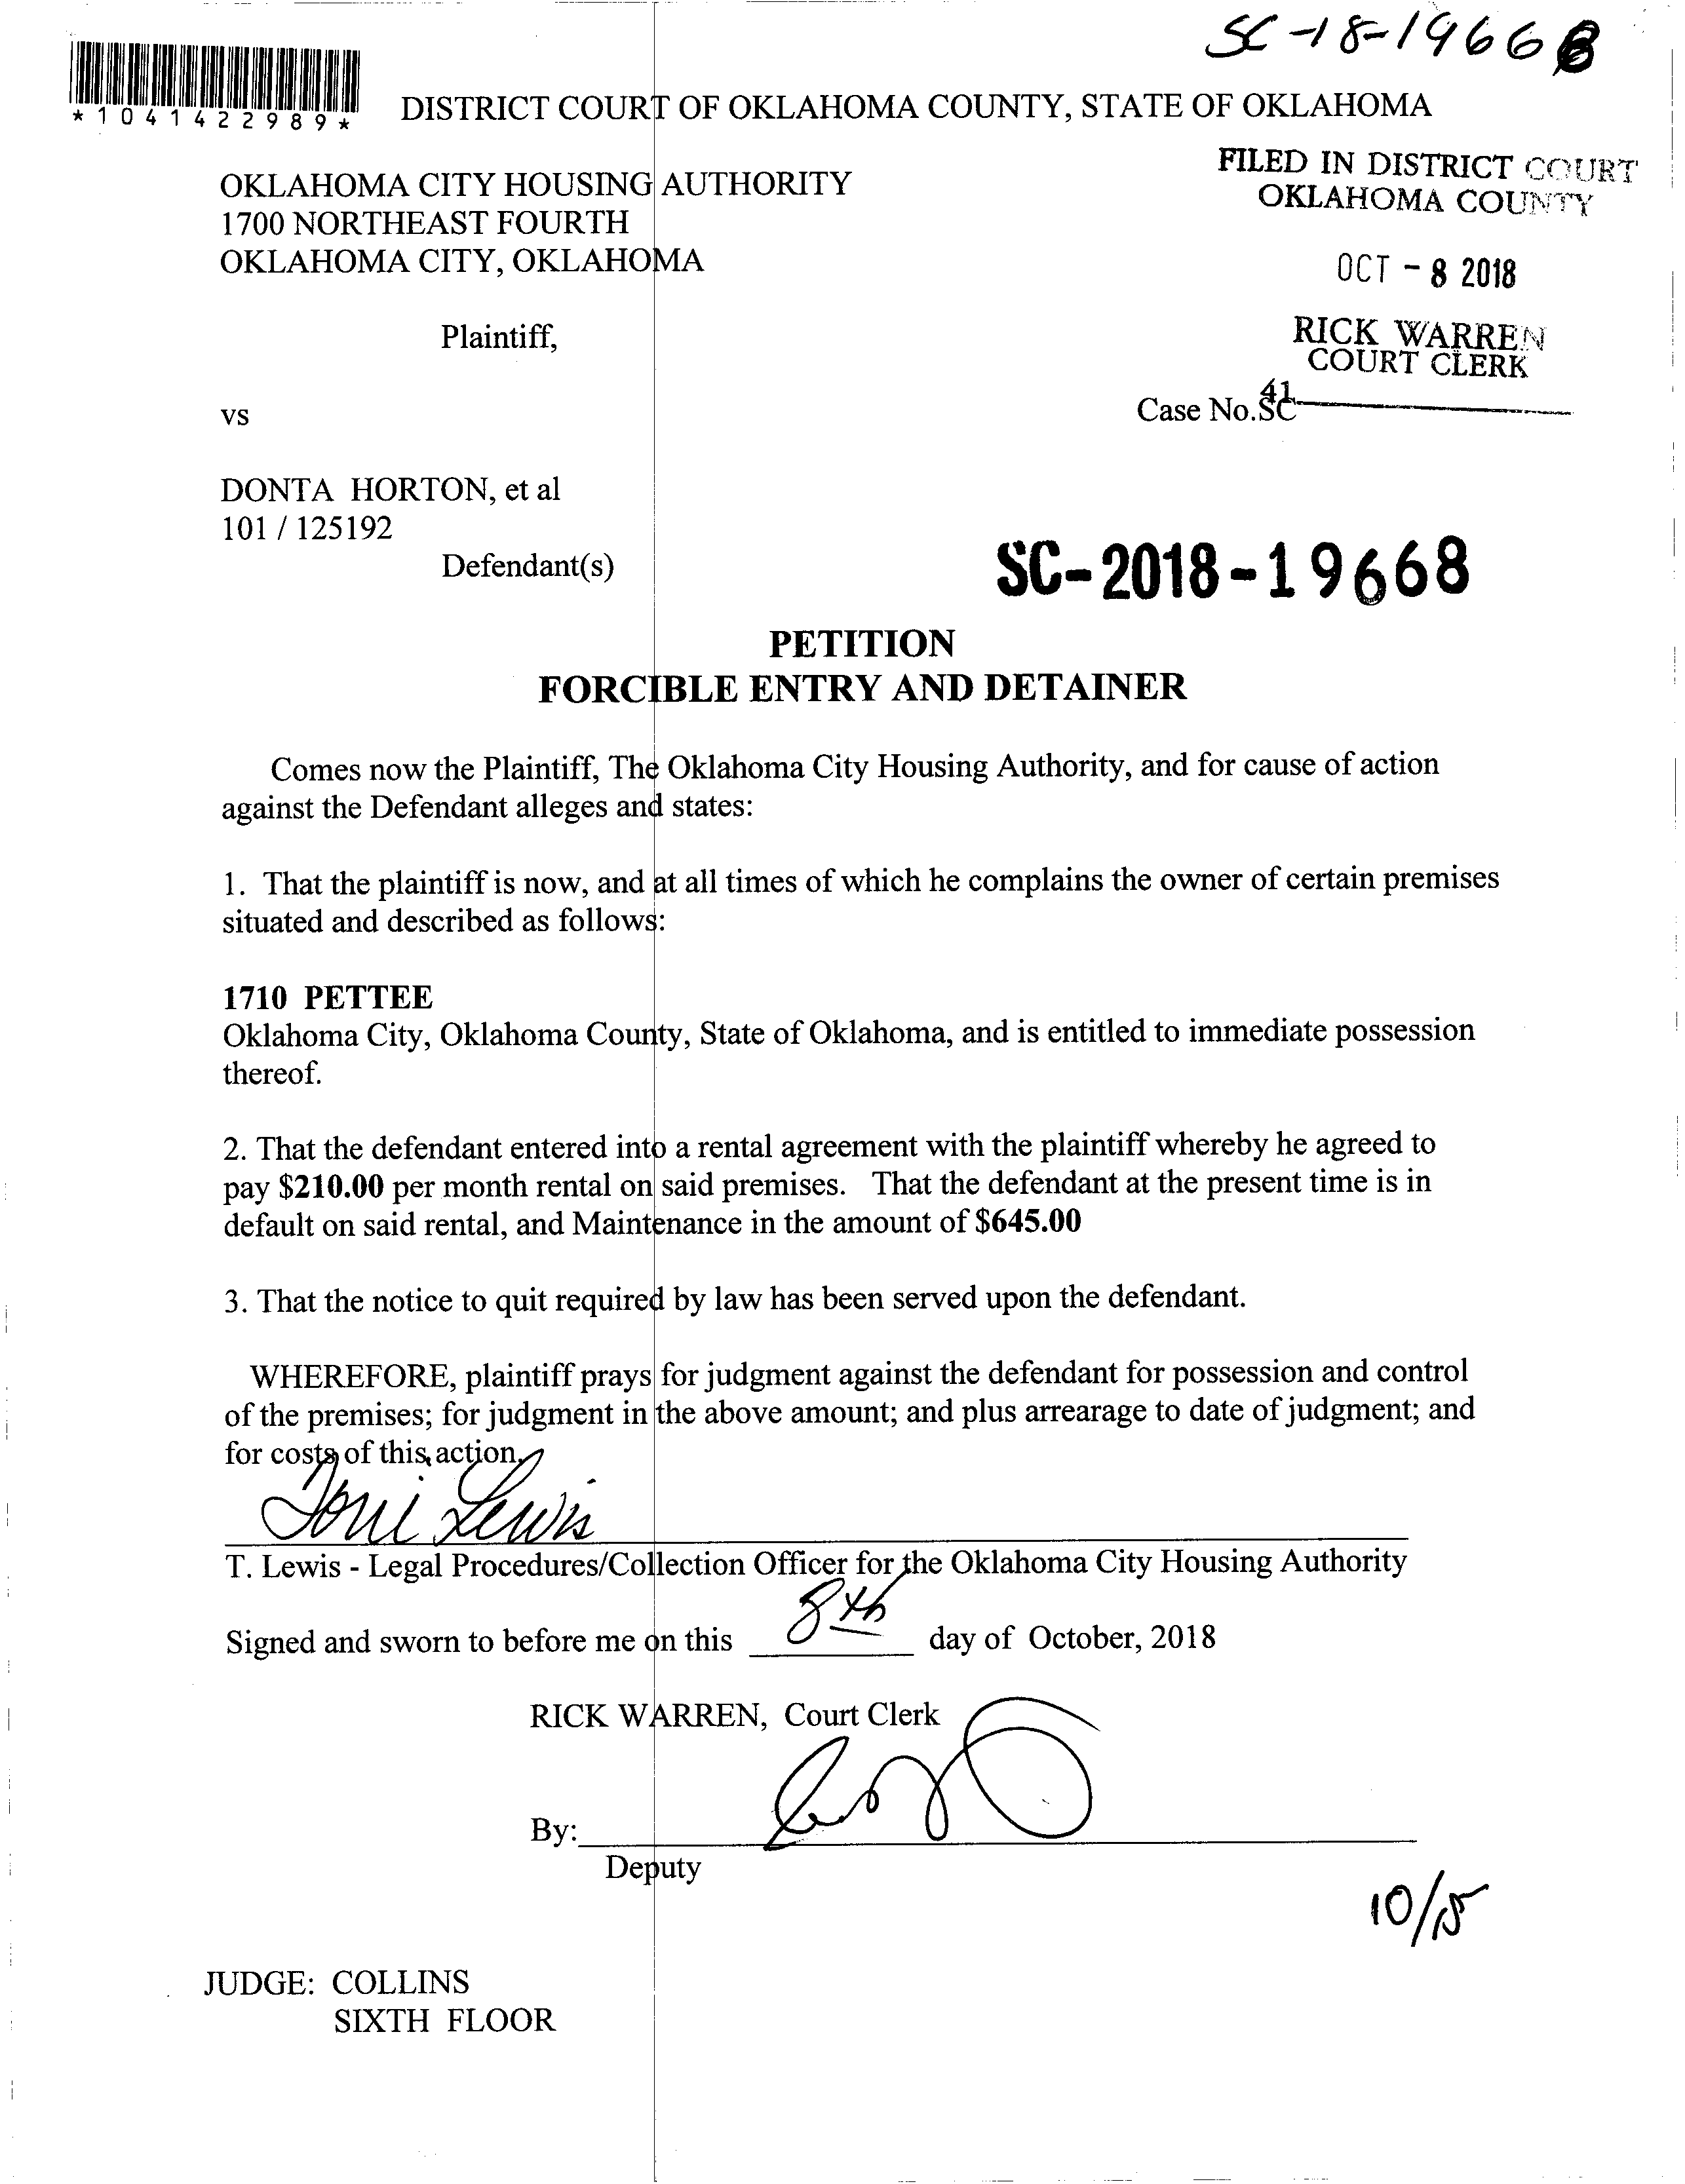 SC-18-19668
*1041422989*
DISTRICT COURT OF OKLAHOMA COUNTY, STATE OF OKLAHOMA
FILED IN DISTRICT COURT
OKLAHOMA COUNTY
OKLAHOMA CITY HOUSING AUTHORITY
1700 NORTHEAST FOURTH
OKLAHOMA CITY, OKLAHOMA
OCT - 8 2018
Plaintiff,
RICK WARREN
COURT CLERK
41
vs
Case No.SC
DONTA HORTON, et al
101 / 125192
Defendant(s)
SC-2018-19668
PETITION
FORCIBLE ENTRY AND DETAINER
Comes now the Plaintiff, The Oklahoma City Housing Authority, and for cause of action
against the Defendant alleges and states:
1. That the plaintiff is now, and at all times of which he complains the owner of certain premises
situated and described as follows:
1710 PETTEE
Oklahoma City, Oklahoma County, State of Oklahoma, and is entitled to immediate possession
thereof.
2. That the defendant entered into a rental agreement with the plaintiff whereby he agreed to
pay $210.00 per month rental on said premises. That the defendant at the present time is in
default on said rental, and Maintenance in the amount of $645.00
3. That the notice to quit required by law has been served upon the defendant.
WHEREFORE, plaintiff prays for judgment against the defendant for possession and control
of the premises; for judgment in the above amount; and plus arrearage to date of judgment; and
for costs of this action.
Toni Lewis
T. Lewis - Legal Procedures/Collection Officer for the Oklahoma City Housing Authority
Signed and sworn to before me on this 8th day of October, 2018
RICK WARREN, Court Clerk
By:
Deputy
10/15
JUDGE: COLLINS
SIXTH FLOOR